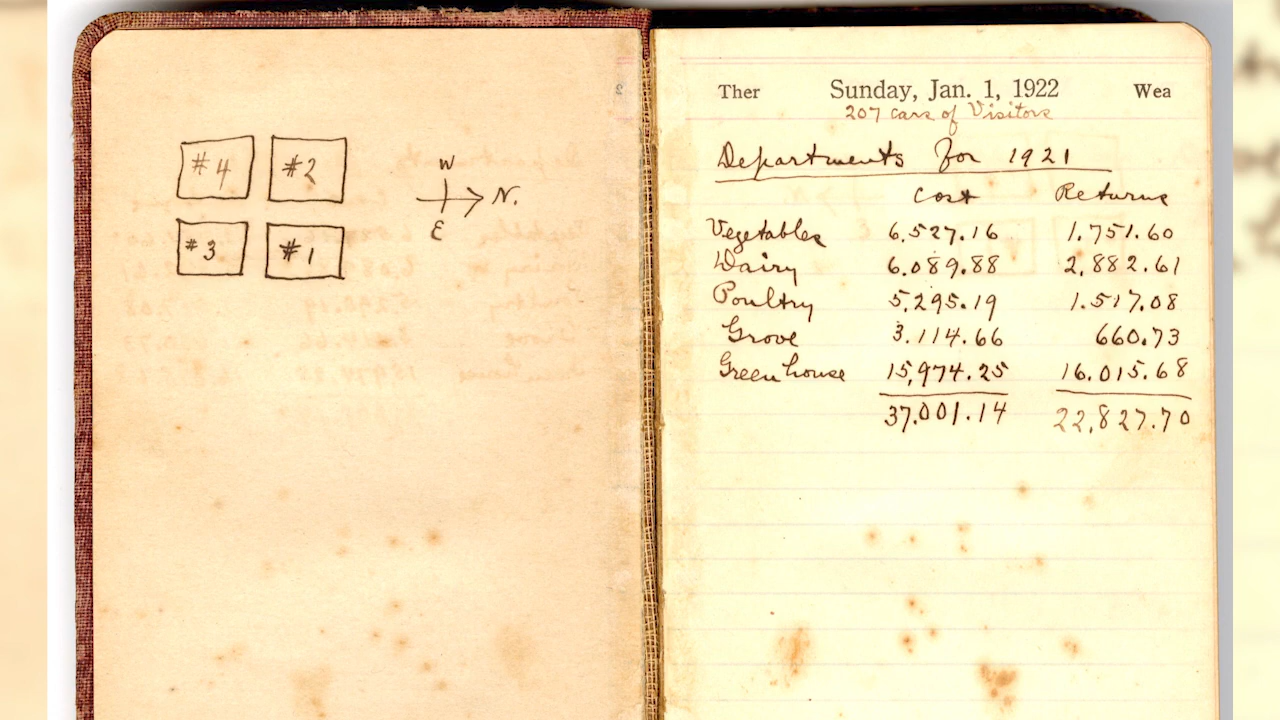 #4 #2
W
N.
E
#3 #1
Ther Sunday, Jan. 1, 1922 Wea
207 cars of Visitors
Departments for 1921
Cost Returns
Vegetables 6.527.16 1.751.60
Dairy 6.089.88 2,882.61
Poultry 5,295.19 1.517.08
Grove 3.114.66 660.73
Greenhouse 15,974.25 16.015.68
37.001.14 22,827.70